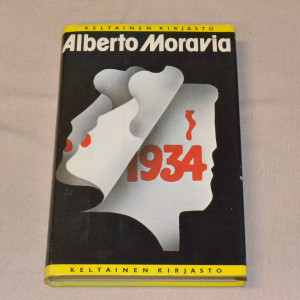 KELTAINEN KIRJASTO
Alberto Moravia
1934
KELTAINEN KIRJASTO